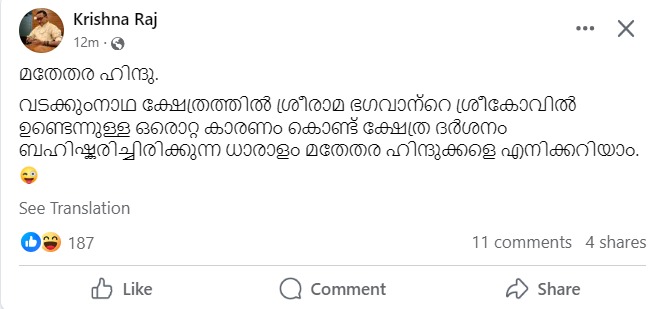 Krishna Raj
12m ·
മതേതര ഹിന്ദു.
വടക്കുംനാഥ ക്ഷേത്രത്തിൽ ശ്രീരാമ ഭഗവാന്റെ ശ്രീകോവിൽ
ഉണ്ടെന്നുള്ള ഒരൊറ്റ കാരണം കൊണ്ട് ക്ഷേത്ര ദർശനം
ബഹിഷ്കരിച്ചിരിക്കുന്ന ധാരാളം മതേതര ഹിന്ദുക്കളെ എനിക്കറിയാം.
😜
See Translation
187 11 comments 4 shares
Like Comment Share